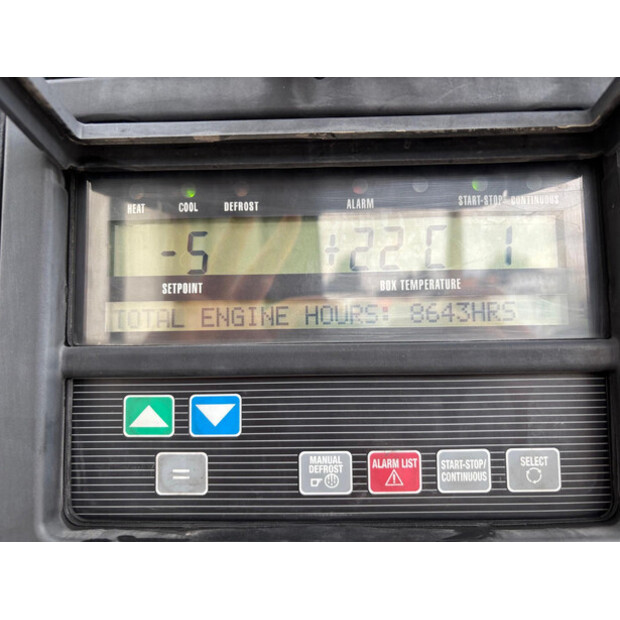 HEAT COOL DEFROST ALARM START-STOP CONTINUOUS
-5 +22 C 1
SETPOINT BOX TEMPERATURE
TOTAL ENGINE HOURS: 8643HRS
MANUAL
DEFROST
ALARM LIST
START-STOP/
CONTINUOUS
SELECT
=